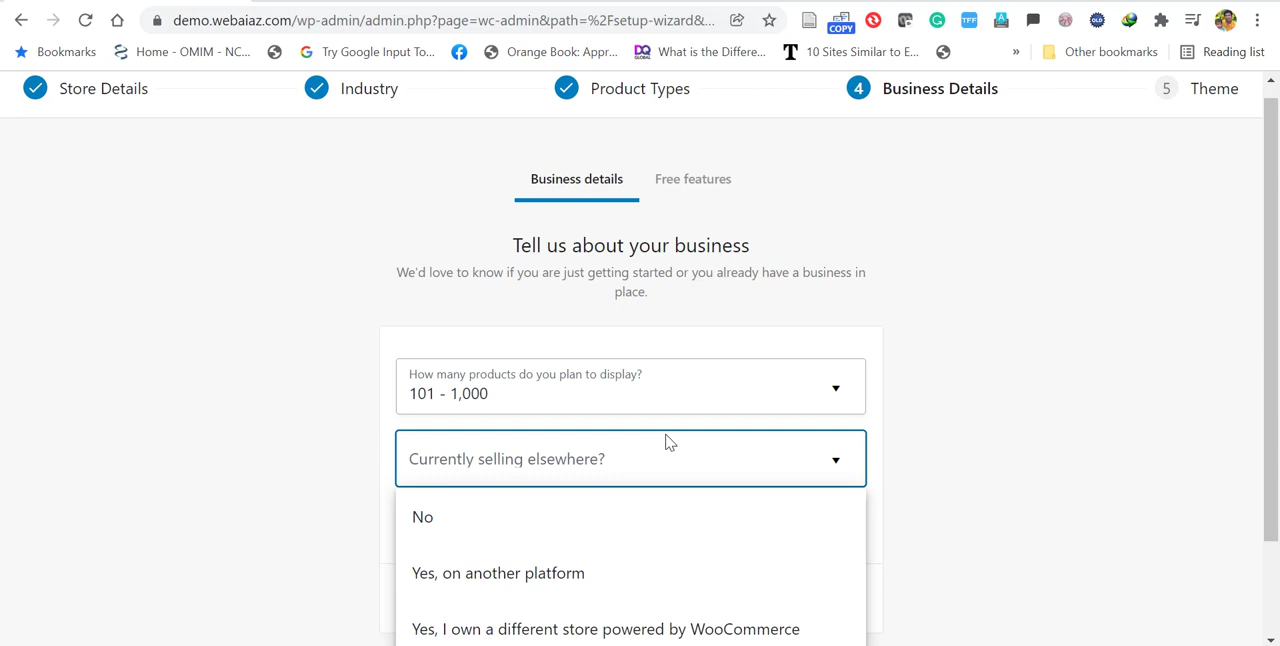 demo.webaiaz.com/wp-admin/admin.php?page=wc-admin&path=%2Fsetup-wizard&...
COPY
TFF
A
OLD
Bookmarks
Home - OMIM - NC...
G Try Google Input To...
Orange Book: Appr...
DQ GLOBAL What is the Differe...
T 10 Sites Similar to E...
»
Other bookmarks
Reading list
Store Details
Industry
Product Types
4 Business Details
5 Theme
Business details
Free features
Tell us about your business
We'd love to know if you are just getting started or you already have a business in
place.
How many products do you plan to display?
101 - 1,000
Currently selling elsewhere?
No
Yes, on another platform
Yes, I own a different store powered by WooCommerce